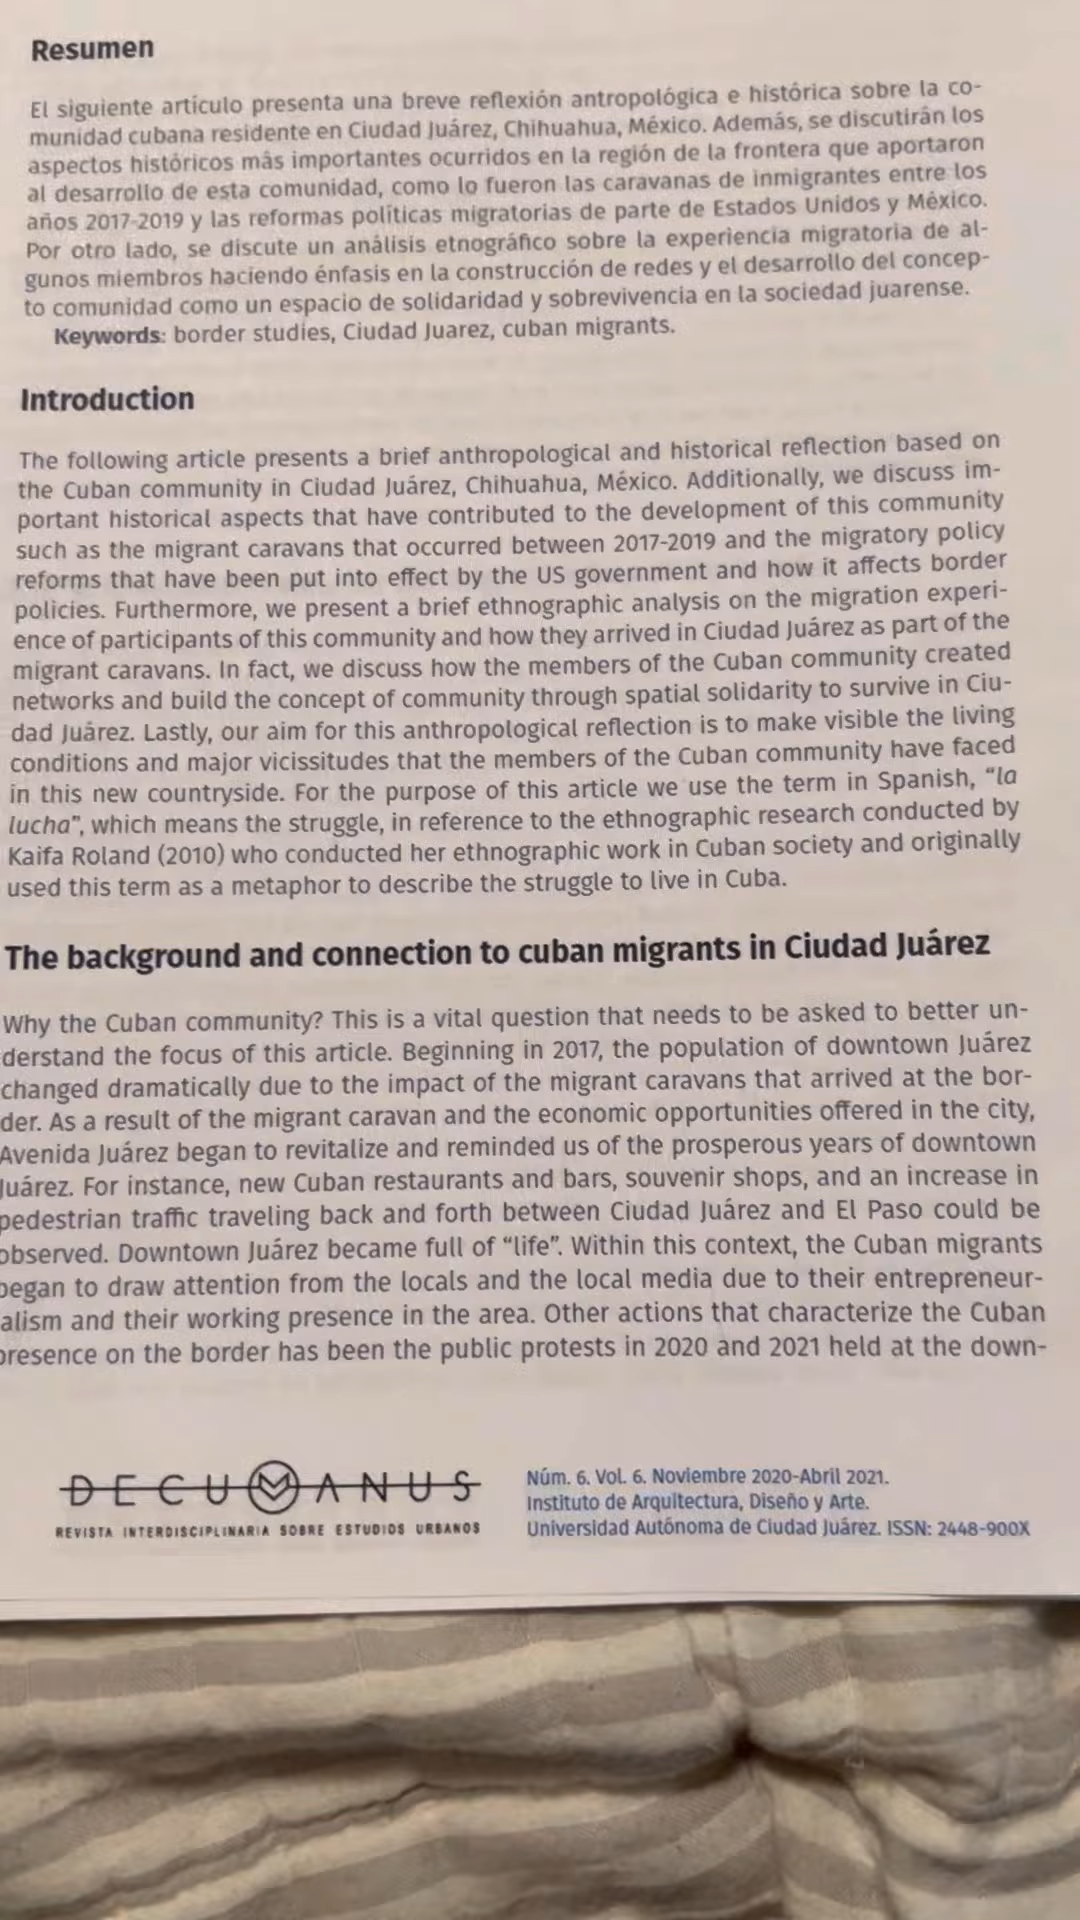 Resumen
El siguiente artículo presenta una breve reflexión antropológica e histórica sobre la co-
munidad cubana residente en Ciudad Juárez, Chihuahua, México. Además, se discutirán los
aspectos históricos más importantes ocurridos en la región de la frontera que aportaron
al desarrollo de esta comunidad, como lo fueron las caravanas de inmigrantes entre los
años 2017-2019 y las reformas políticas migratorias de parte de Estados Unidos y México.
Por otro lado, se discute un análisis etnográfico sobre la experiencia migratoria de al-
gunos miembros haciendo énfasis en la construcción de redes y el desarrollo del concep-
to comunidad como un espacio de solidaridad y sobrevivencia en la sociedad juarense.
Keywords: border studies, Ciudad Juarez, cuban migrants.
Introduction
The following article presents a brief anthropological and historical reflection based on
the Cuban community in Ciudad Juárez, Chihuahua, México. Additionally, we discuss im-
portant historical aspects that have contributed to the development of this community
such as the migrant caravans that occurred between 2017-2019 and the migratory policy
reforms that have been put into effect by the US government and how it affects border
policies. Furthermore, we present a brief ethnographic analysis on the migration experi-
ence of participants of this community and how they arrived in Ciudad Juárez as part of the
migrant caravans. In fact, we discuss how the members of the Cuban community created
networks and build the concept of community through spatial solidarity to survive in Ciu-
dad Juárez. Lastly, our aim for this anthropological reflection is to make visible the living
conditions and major vicissitudes that the members of the Cuban community have faced
in this new countryside. For the purpose of this article we use the term in Spanish, “la
lucha”, which means the struggle, in reference to the ethnographic research conducted by
Kaifa Roland (2010) who conducted her ethnographic work in Cuban society and originally
used this term as a metaphor to describe the struggle to live in Cuba.
The background and connection to cuban migrants in Ciudad Juárez
Why the Cuban community? This is a vital question that needs to be asked to better un-
derstand the focus of this article. Beginning in 2017, the population of downtown Juárez
changed dramatically due to the impact of the migrant caravans that arrived at the bor-
der. As a result of the migrant caravan and the economic opportunities offered in the city,
Avenida Juárez began to revitalize and reminded us of the prosperous years of downtown
Juárez. For instance, new Cuban restaurants and bars, souvenir shops, and an increase in
pedestrian traffic traveling back and forth between Ciudad Juárez and El Paso could be
observed. Downtown Juárez became full of “life”. Within this context, the Cuban migrants
began to draw attention from the locals and the local media due to their entrepreneur-
alism and their working presence in the area. Other actions that characterize the Cuban
presence on the border has been the public protests in 2020 and 2021 held at the down-
DECUMANUS
REVISTA INTERDISCIPLINARIA SOBRE ESTUDIOS URBANOS
Núm. 6. Vol. 6. Noviembre 2020-Abril 2021.
Instituto de Arquitectura, Diseño y Arte.
Universidad Autónoma de Ciudad Juárez. ISSN: 2448-900X